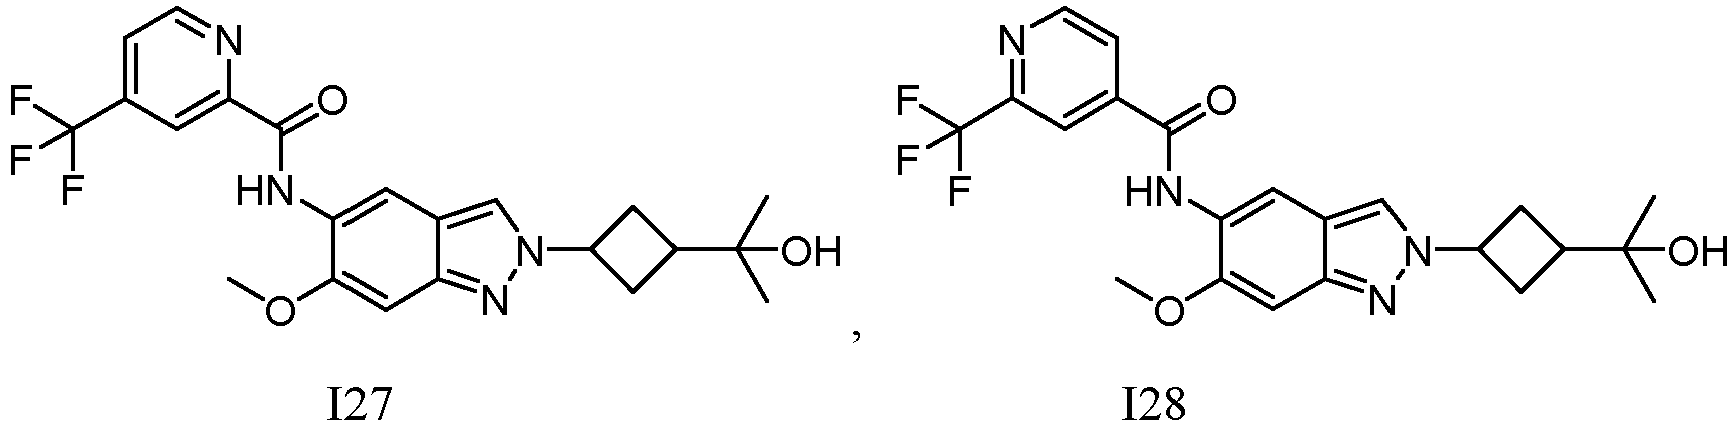 N N
F O F O
F F
F HN F HN
N OH N OH
O N , O N
I27 I28